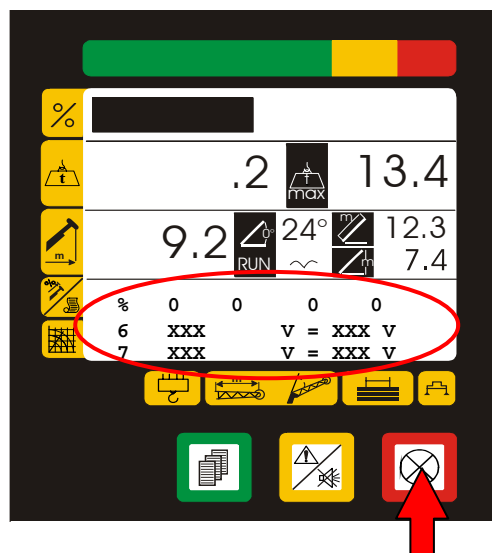 %
t
.2 max 13.4
m
9.2 0° RUN 24° m 12.3
m 7.4
%
% 0 0 0 0
6 XXX V = XXX V
7 XXX V = XXX V
m